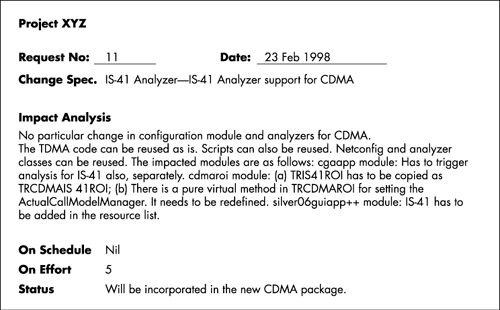 Project XYZ
Request No: 11 Date: 23 Feb 1998
Change Spec. IS-41 Analyzer—IS-41 Analyzer support for CDMA
Impact Analysis
No particular change in configuration module and analyzers for CDMA.
The TDMA code can be reused as is. Scripts can also be reused. Netconfig and analyzer
classes can be reused. The impacted modules are as follows: cgaapp module: Has to trigger
analysis for IS-41 also, separately. cdmaroi module: (a) TRIS41ROI has to be copied as
TRCDMAIS 41ROI; (b) There is a pure virtual method in TRCDMAROI for setting the
ActualCallModelManager. It needs to be redefined. silver06guiapp++ module: IS-41 has to
be added in the resource list.
On Schedule Nil
On Effort 5
Status Will be incorporated in the new CDMA package.